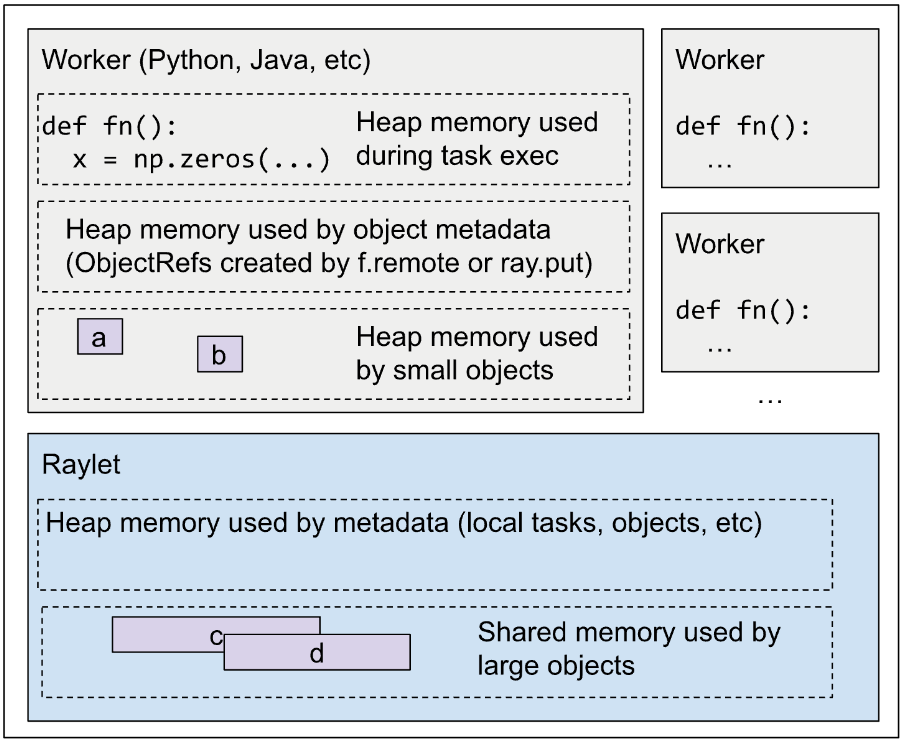 Worker (Python, Java, etc)
def fn():
x = np.zeros(...)
Heap memory used
during task exec
Heap memory used by object metadata
(ObjectRefs created by f.remote or ray.put)
a
b
Heap memory used
by small objects
Worker
def fn():
...
Worker
def fn():
...
...
Raylet
Heap memory used by metadata (local tasks, objects, etc)
c
d
Shared memory used by
large objects